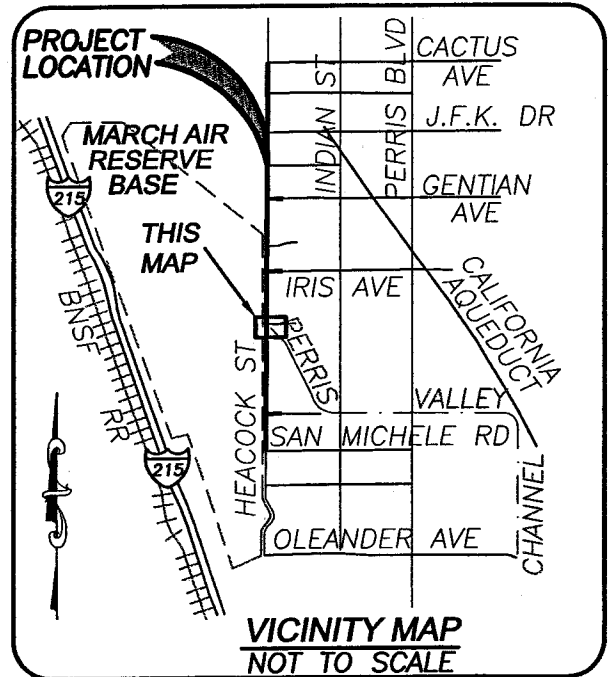 PROJECT
LOCATION
CACTUS
AVE
INDIAN ST
PERRIS BLVD
J.F.K. DR
MARCH AIR
RESERVE
BASE
215
GENTIAN
AVE
THIS
MAP
IRIS AVE
CALIFORNIA
AQUEDUCT
BNSF RR
HEACOCK ST
PERRIS
VALLEY
CHANNEL
SAN MICHELE RD
215
OLEANDER AVE
VICINITY MAP
NOT TO SCALE